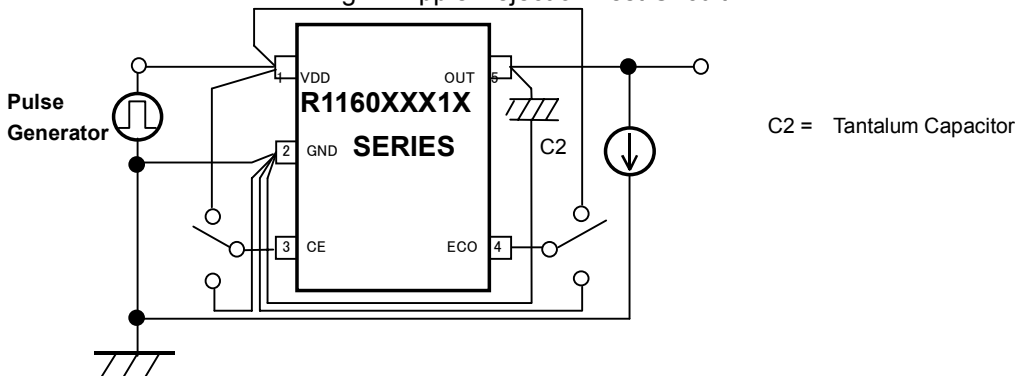 Pulse
Generator
1
VDD
OUT
5
R1160XXX1X
2
GND
SERIES
C2
C2 = Tantalum Capacitor
3
CE
ECO
4